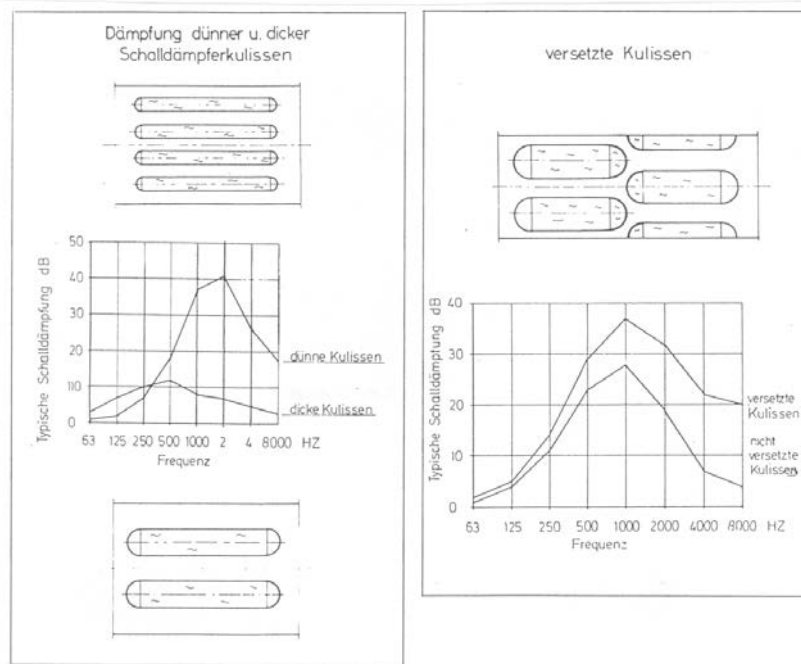 Dämpfung dünner u. dicker
Schalldämpferkulissen
Typische Schalldämpfung dB
50
40
30
20
110
0
dünne Kulissen
dicke Kulissen
63 125 250 500 1000 2 4 8000 HZ
Frequenz
versetzte Kulissen
Typische Schalldämpfung dB
40
30
20
10
0
versetzte
Kulissen
nicht
versetzte
Kulissen
63 125 250 500 1000 2000 4000 8000 HZ
Frequenz